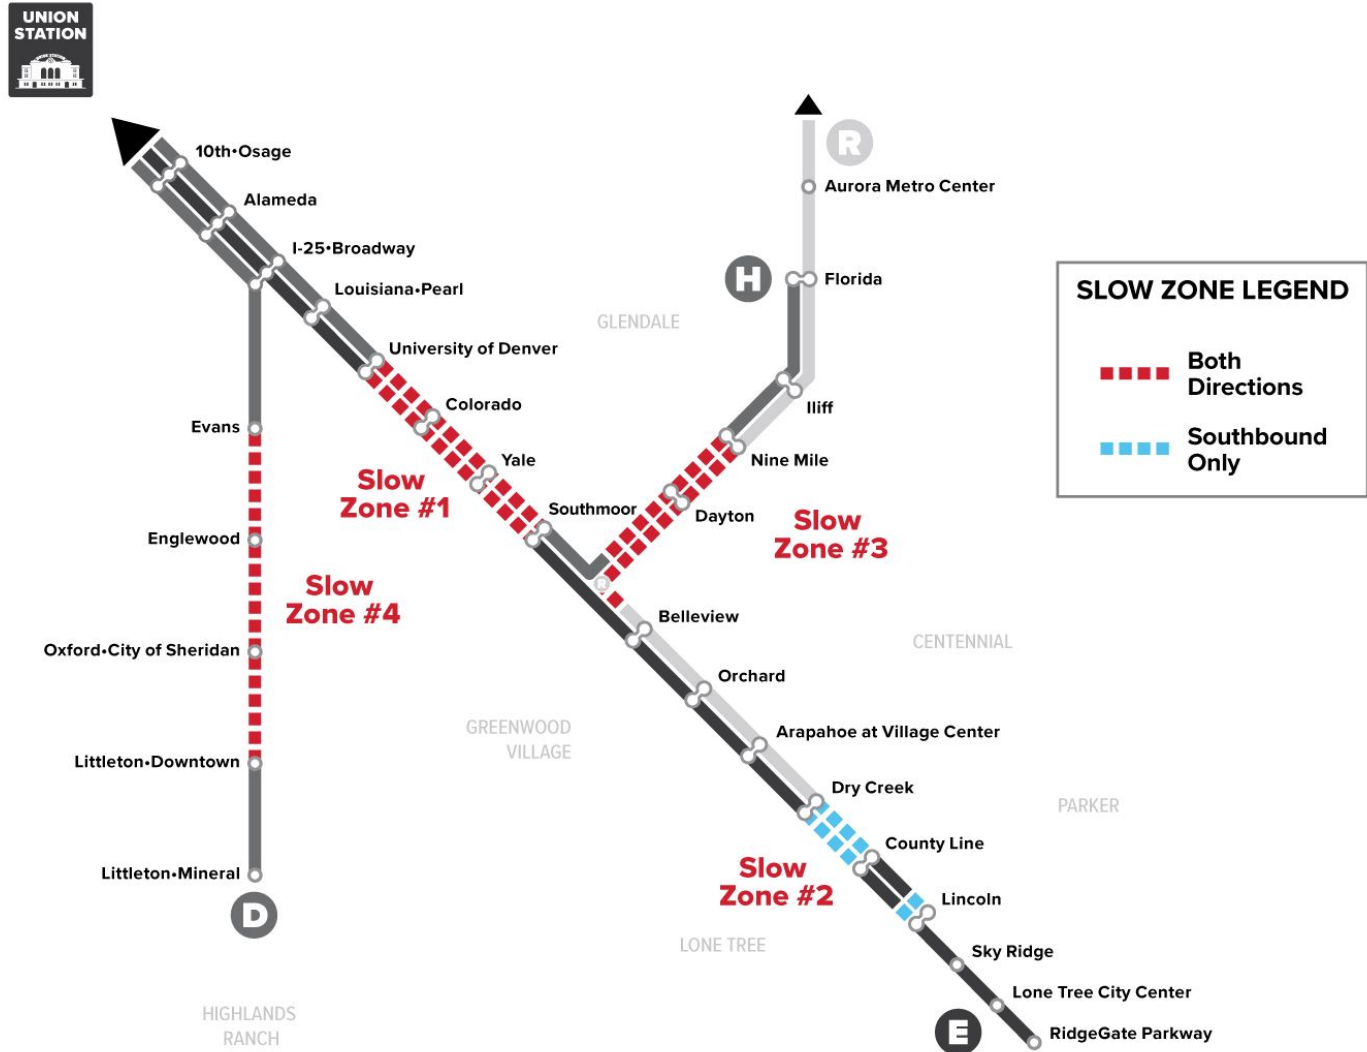 UNION
STATION
UNION STATION
10th•Osage
Alameda
I-25•Broadway
Louisiana•Pearl
University of Denver
Colorado
Yale
Southmoor
Slow
Zone #1
Evans
Englewood
Oxford•City of Sheridan
Littleton•Downtown
Littleton•Mineral
D
Slow
Zone #4
HIGHLANDS
RANCH
GLENDALE
R
Aurora Metro Center
H
Florida
Iliff
Nine Mile
Dayton
Slow
Zone #3
R
Belleview
Orchard
Arapahoe at Village Center
Dry Creek
County Line
Lincoln
Sky Ridge
Lone Tree City Center
RidgeGate Parkway
E
Slow
Zone #2
GREENWOOD
VILLAGE
LONE TREE
CENTENNIAL
PARKER
SLOW ZONE LEGEND
Both
Directions
Southbound
Only